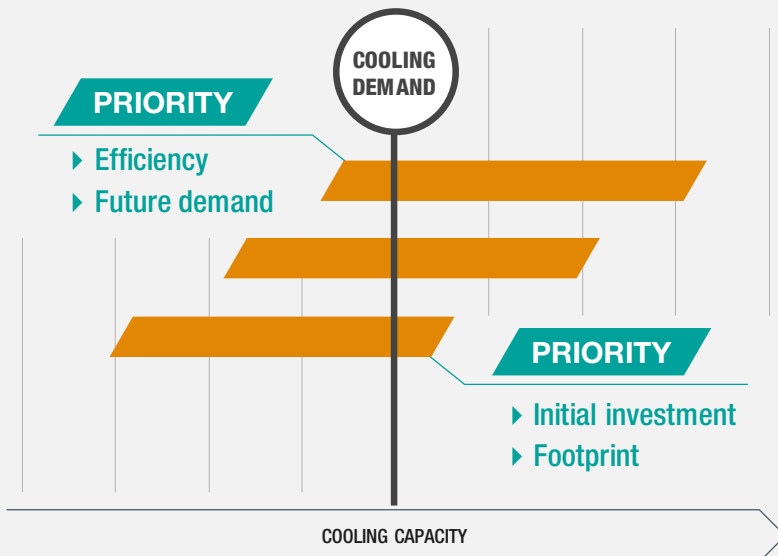 COOLING
DEMAND
PRIORITY
Efficiency
Future demand
PRIORITY
Initial investment
Footprint
COOLING CAPACITY